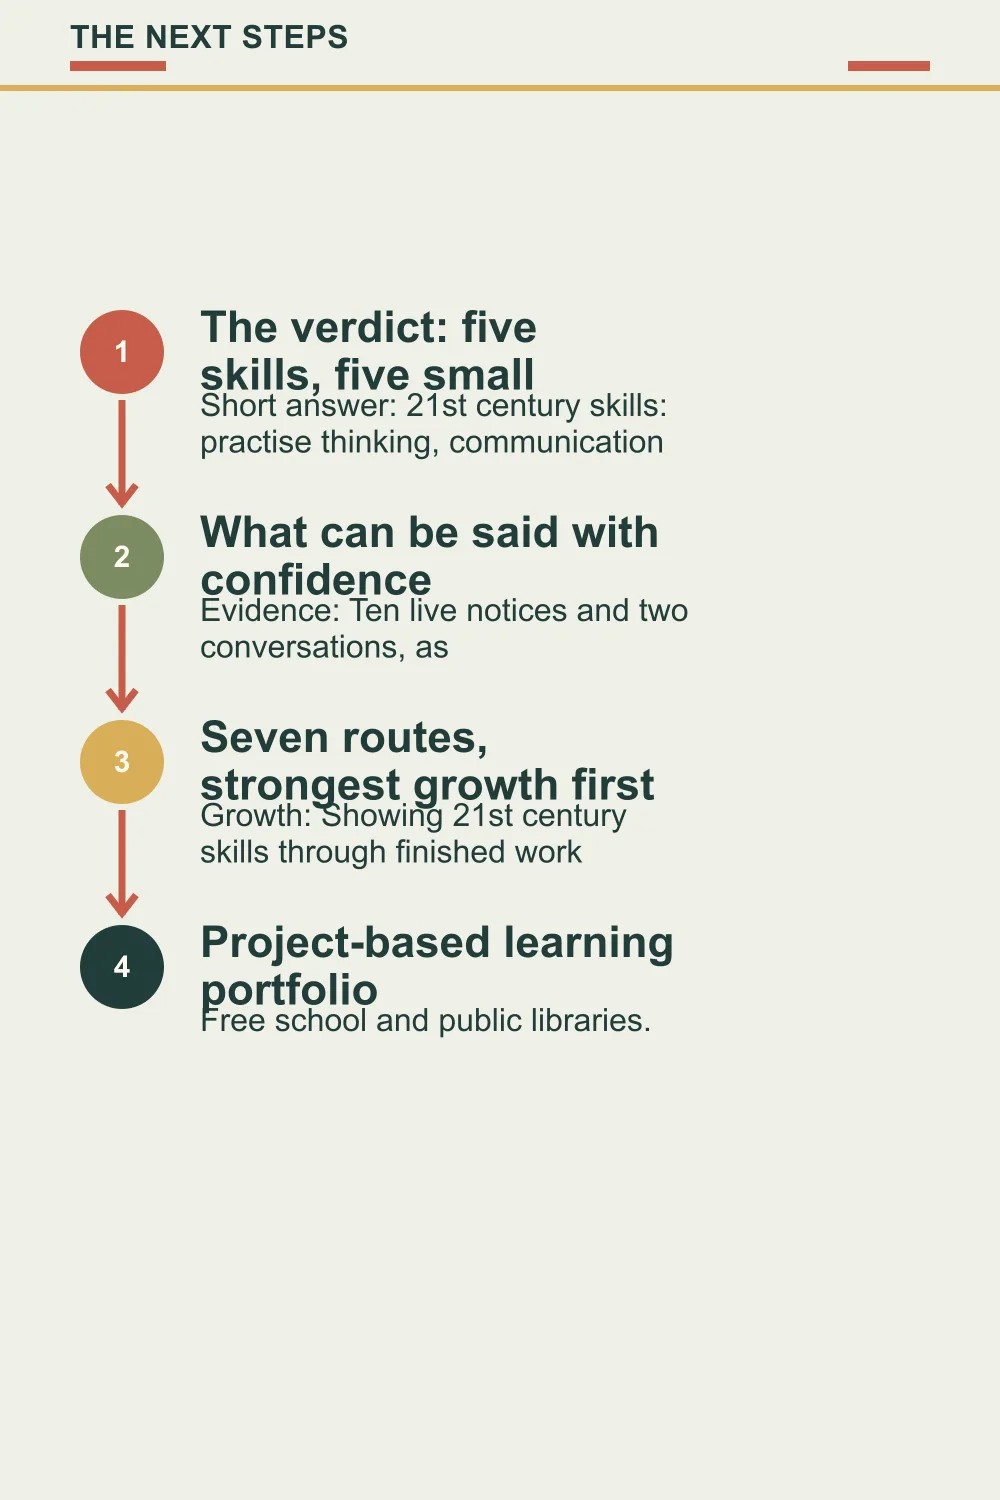 THE NEXT STEPS
1
The verdict: five
skills, five small
Short answer: 21st century skills:
practise thinking, communication
2
What can be said with
confidence
Evidence: Ten live notices and two
conversations, as
3
Seven routes,
strongest growth first
Growth: Showing 21st century
skills through finished work
4
Project-based learning
portfolio
Free school and public libraries.